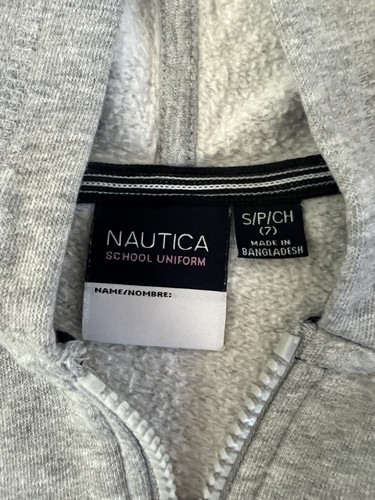 NAUTICA
SCHOOL UNIFORM
NAME/NOMBRE:
S/P/CH
(7)
MADE IN
BANGLADESH